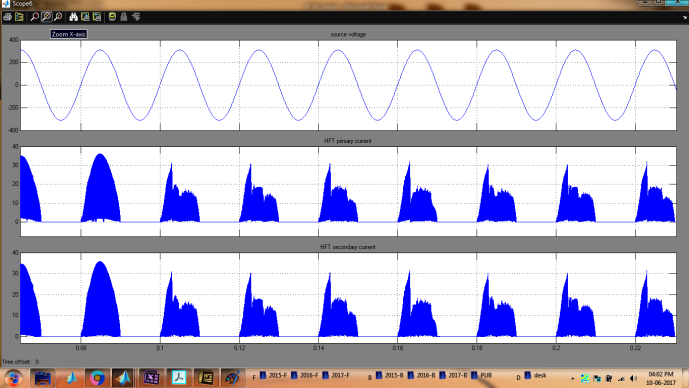 Scope6
Zoom X-axis
source voltage
400
200
0
-200
-400
HFT primary current
40
30
20
10
0
HFT secondary current
40
30
20
10
0
0.08 0.1 0.12 0.14 0.16 0.18 0.2 0.22
Time offset: 0
F 2015-F 2016-F 2017-F B 2015-B 2016-B 2017-B PUB D desk
04:02 PM
10-06-2017